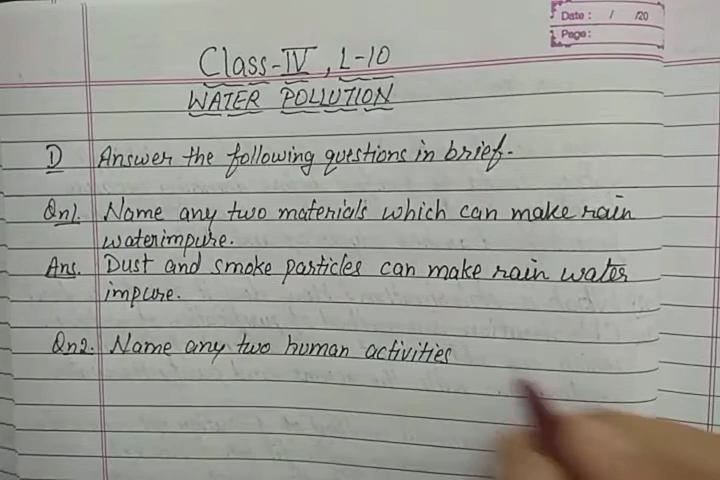 Date : / /20
Page:
Class-IV, L-10
WATER POLLUTION
D Answer the following questions in brief-
Qn1. Name any two materials which can make rain
water impure.
Ans. Dust and smoke particles can make rain water
impure.
Qn2. Name any two human activities